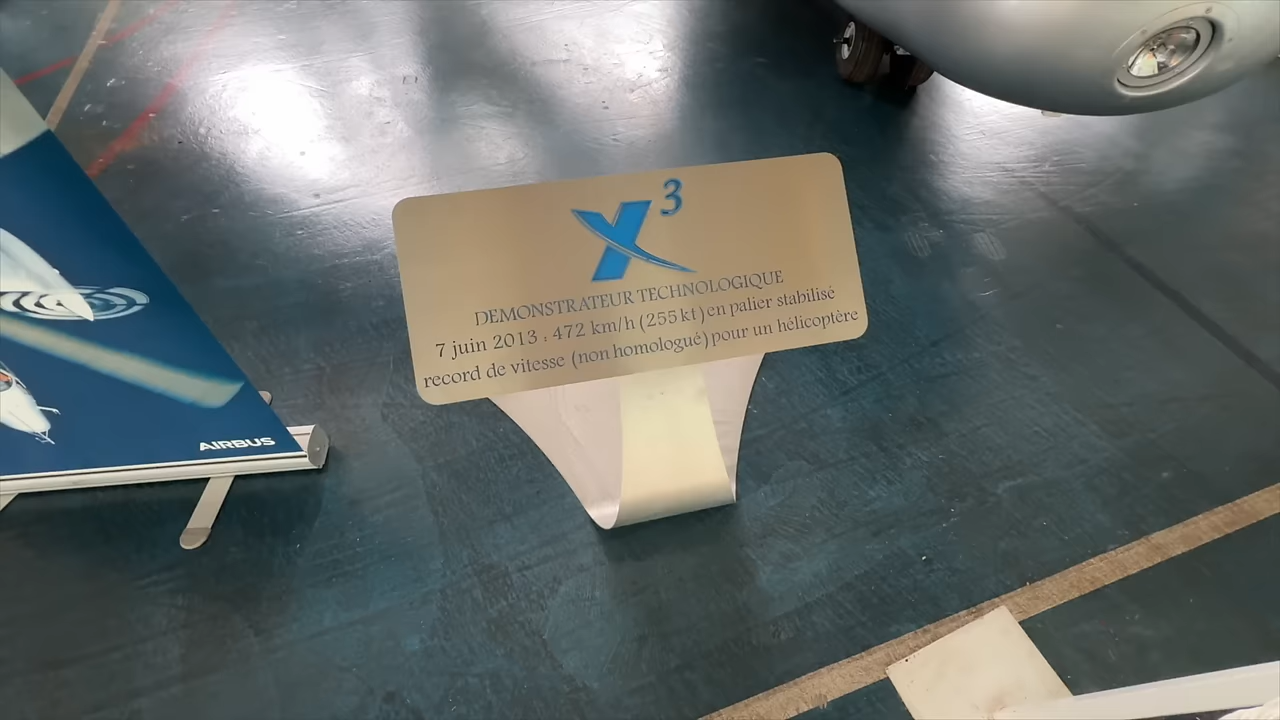 X³
DEMONSTRATEUR TECHNOLOGIQUE
7 juin 2013 : 472 km/h (255 kt) en palier stabilisé
record de vitesse (non homologué) pour un hélicoptère
AIRBUS